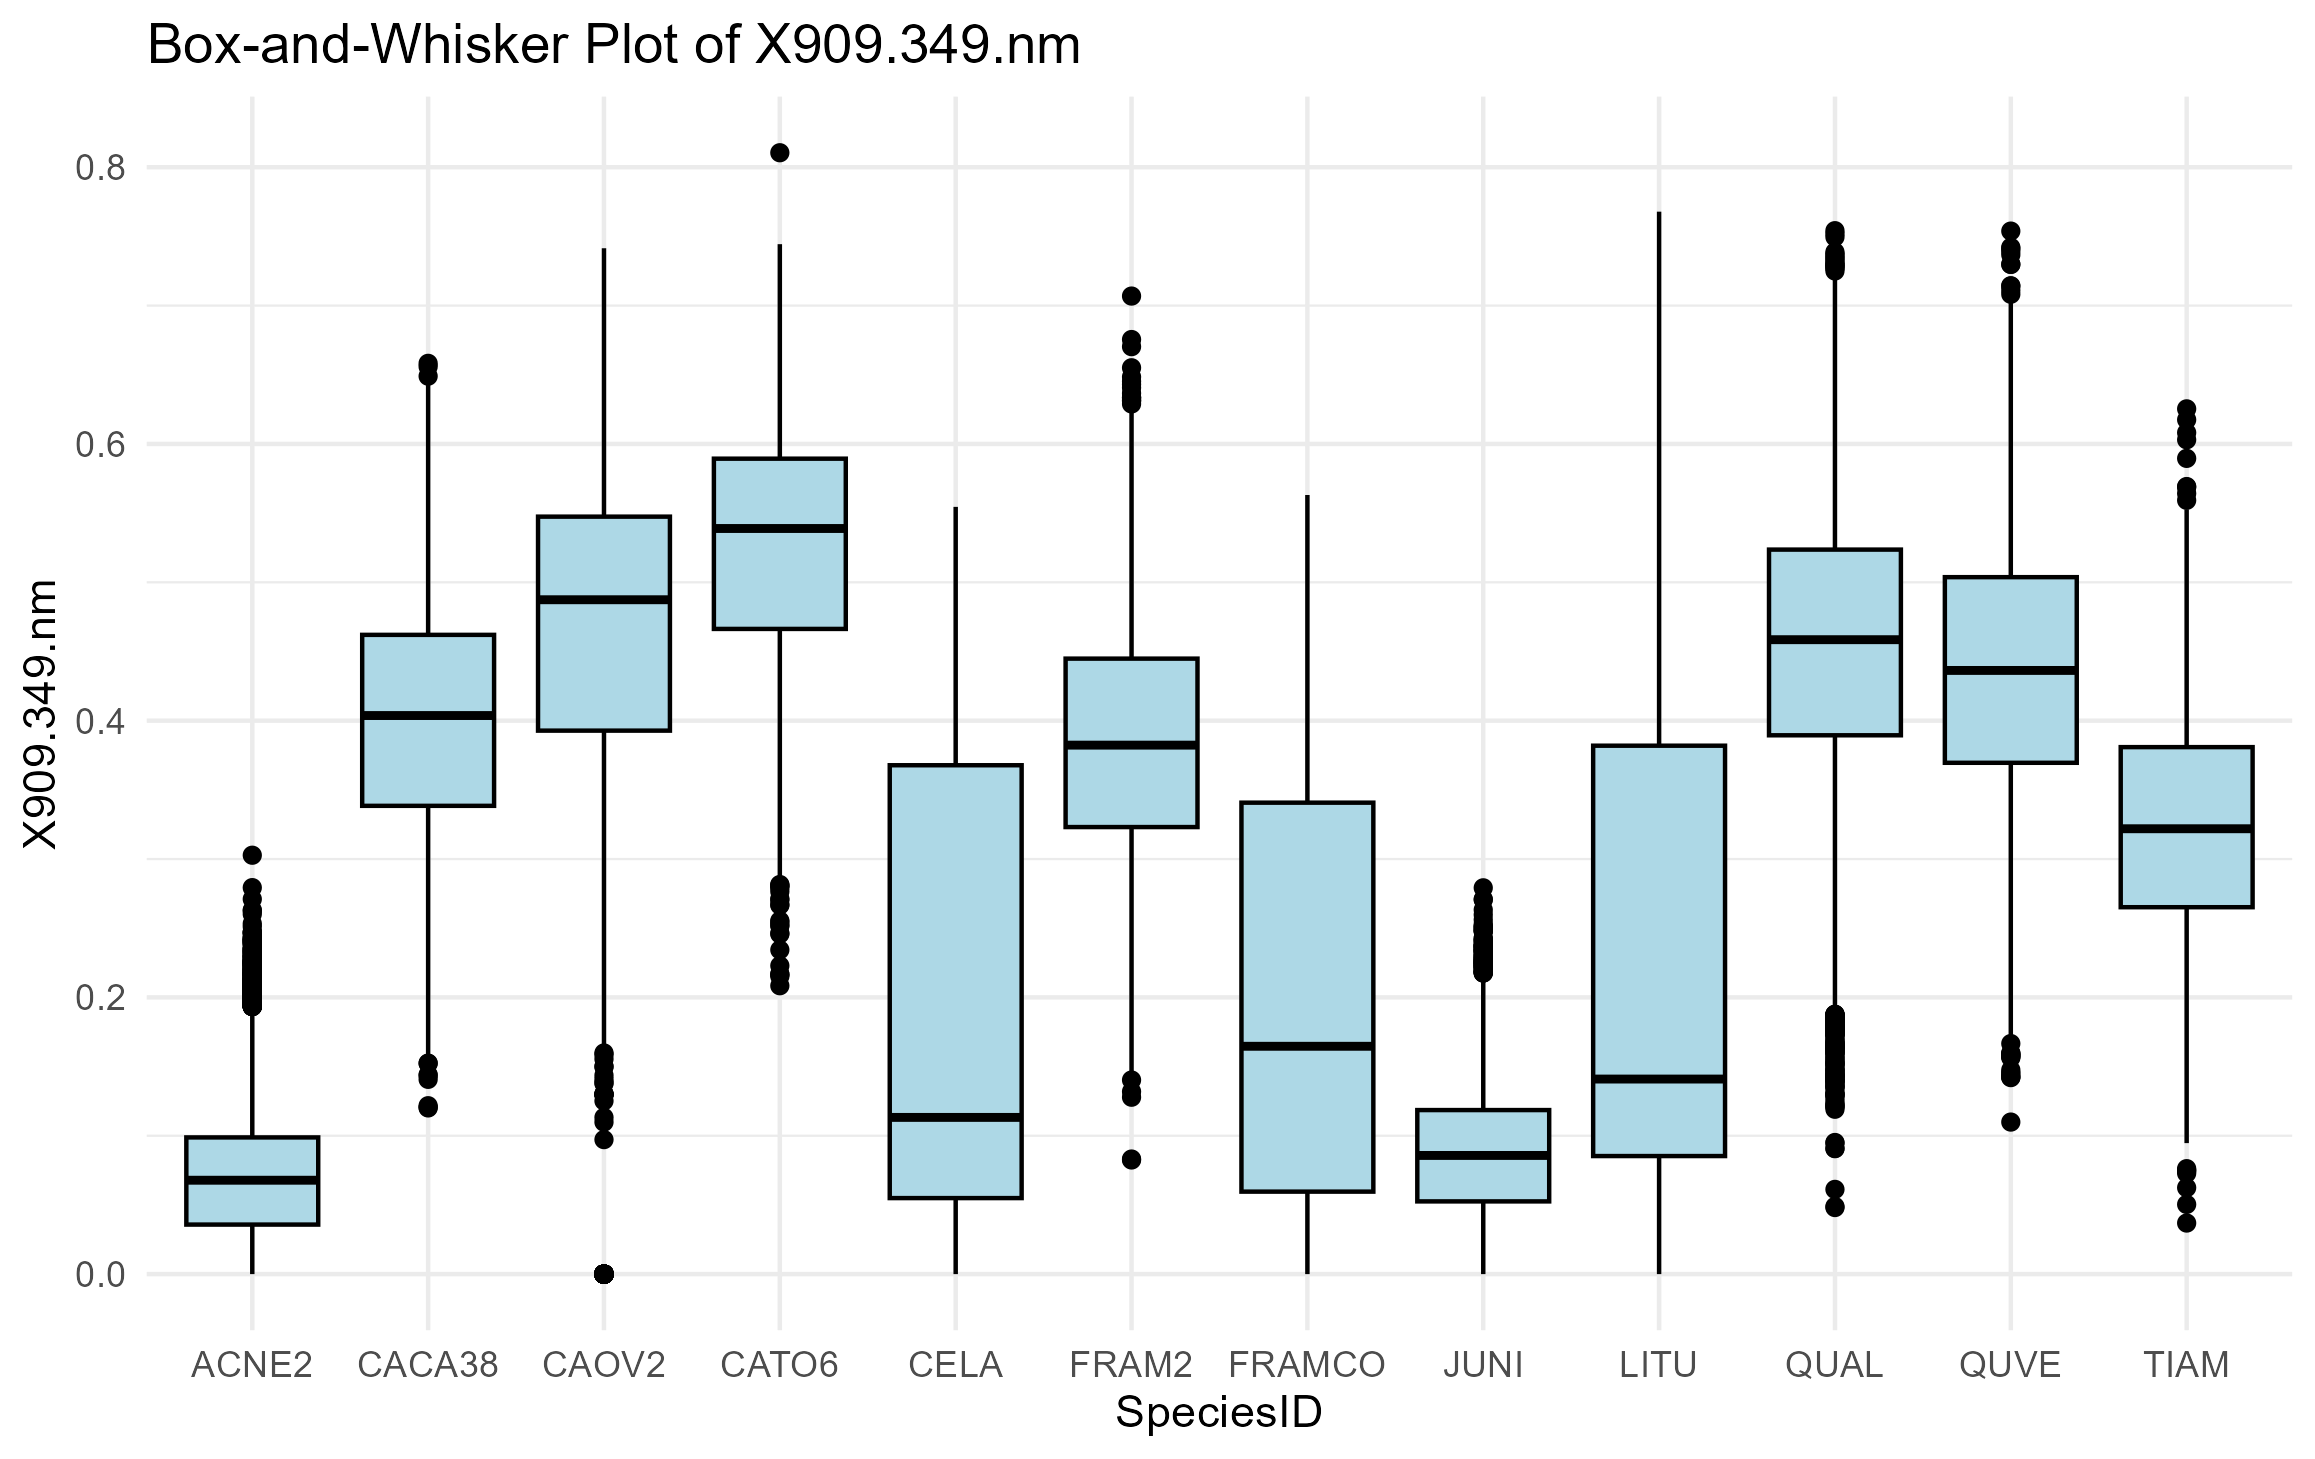 Box-and-Whisker Plot of X909.349.nm
X909.349.nm
0.8
0.6
0.4
0.2
0.0
ACNE2 CACA38 CAOV2 CATO6 CELA FRAM2 FRAMCO JUNI LITU QUAL QUVE TIAM
SpeciesID